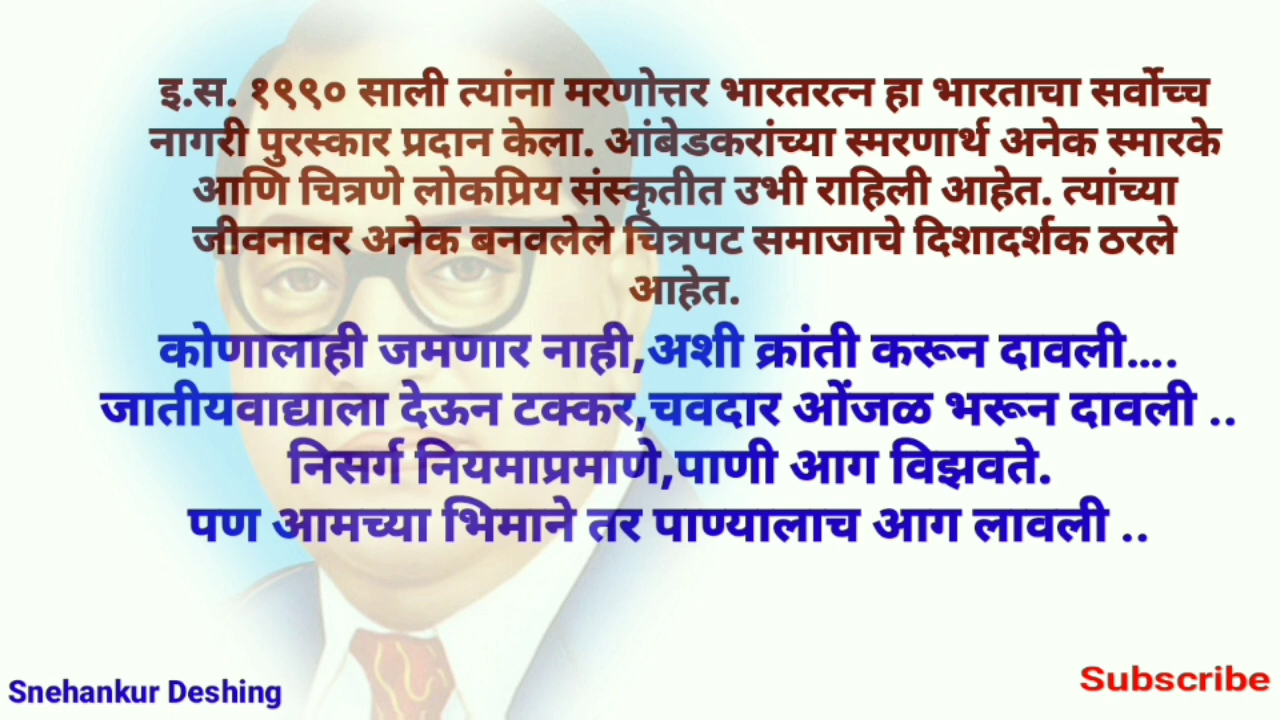 इ.स. १९९० साली त्यांना मरणोत्तर भारतरत्न हा भारताचा सर्वोच्च
नागरी पुरस्कार प्रदान केला. आंबेडकरांच्या स्मरणार्थ अनेक स्मारके
आणि चित्रणे लोकप्रिय संस्कृतीत उभी राहिली आहेत. त्यांच्या
जीवनावर अनेक बनवलेले चित्रपट समाजाचे दिशादर्शक ठरले
आहेत.
कोणालाही जमणार नाही,अशी क्रांती करून दावली....
जातीयवाद्याला देऊन टक्कर,चवदार ओंजळ भरून दावली ..
निसर्ग नियमाप्रमाणे,पाणी आग विझवते.
पण आमच्या भिमाने तर पाण्यालाच आग लावली ..
Snehankur Deshing
Subscribe